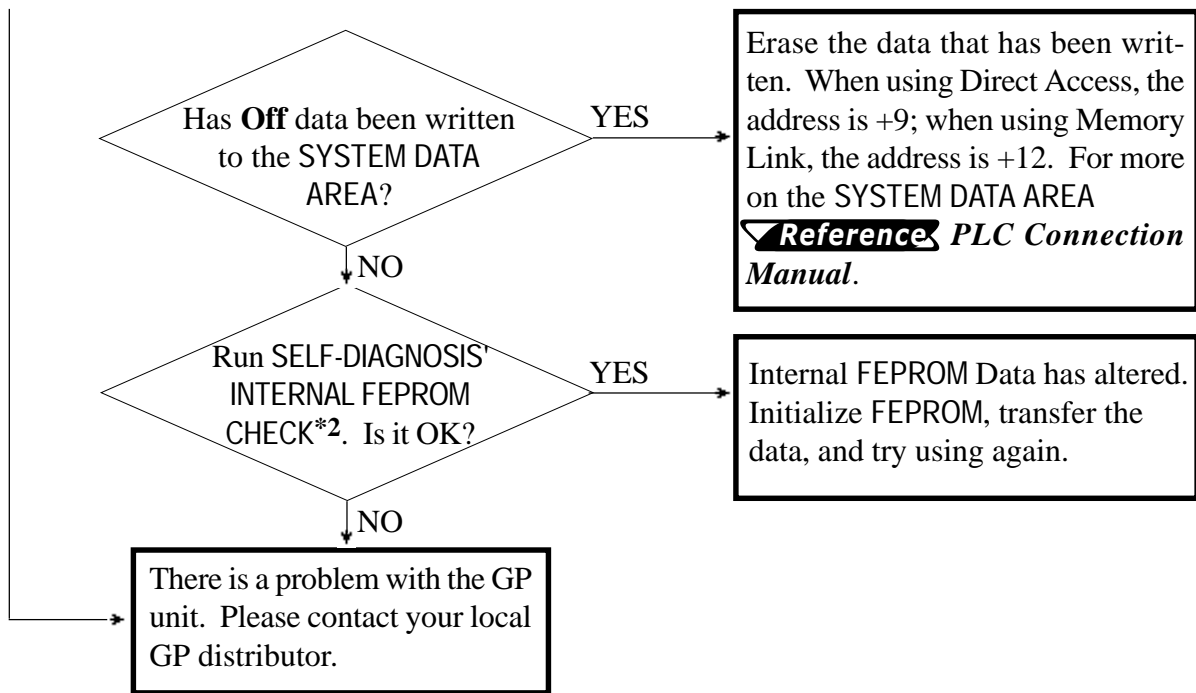 Has Off data been written
to the SYSTEM DATA
AREA?
YES
Erase the data that has been writ-
ten. When using Direct Access, the
address is +9; when using Memory
Link, the address is +12. For more
on the SYSTEM DATA AREA
Reference PLC Connection
Manual.
NO
Run SELF-DIAGNOSIS'
INTERNAL FEPROM
CHECK*2. Is it OK?
YES
Internal FEPROM Data has altered.
Initialize FEPROM, transfer the
data, and try using again.
NO
There is a problem with the GP
unit. Please contact your local
GP distributor.